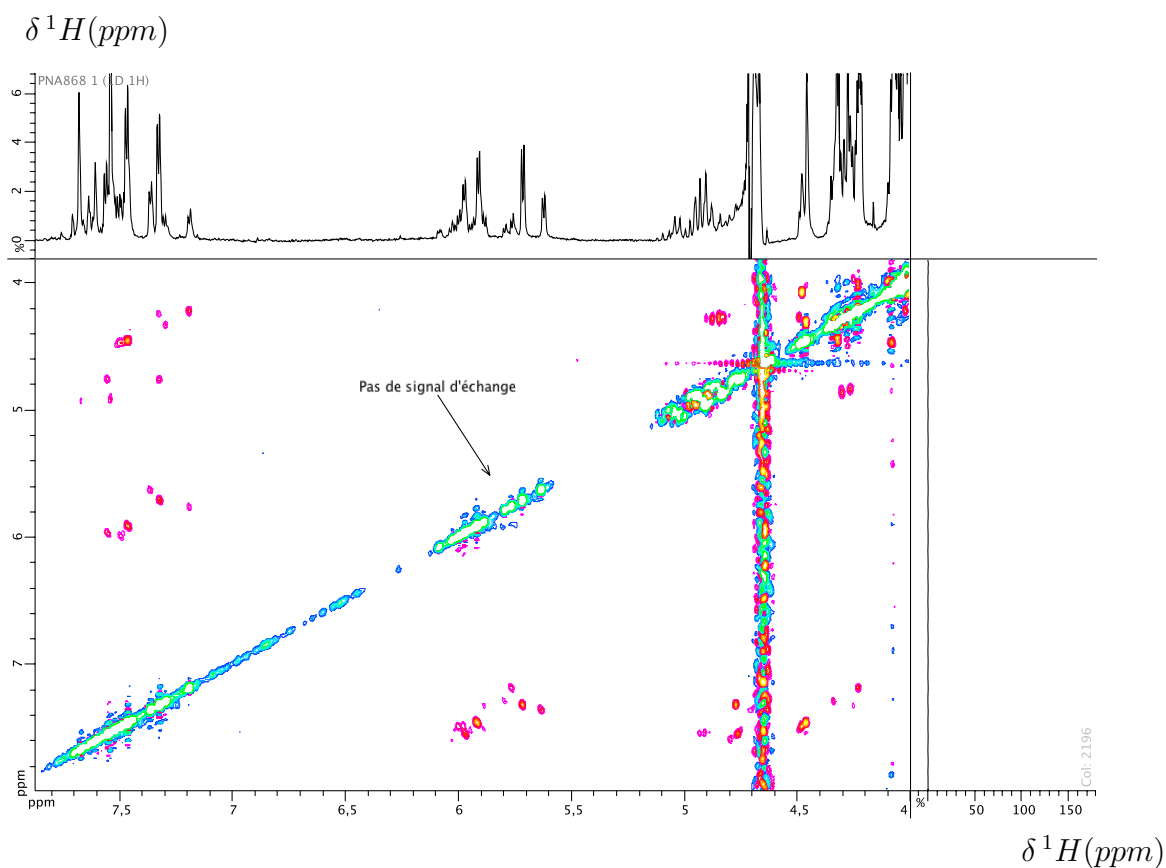 δ ¹H(ppm)
PNA868 1 (1D 1H)
6
4
2
%0
4
Pas de signal d'échange
5
6
7
ppm
Col: 2196
ppm
7,5
7
6,5
6
5,5
5
4,5
4
%
50
100
150
δ ¹H(ppm)